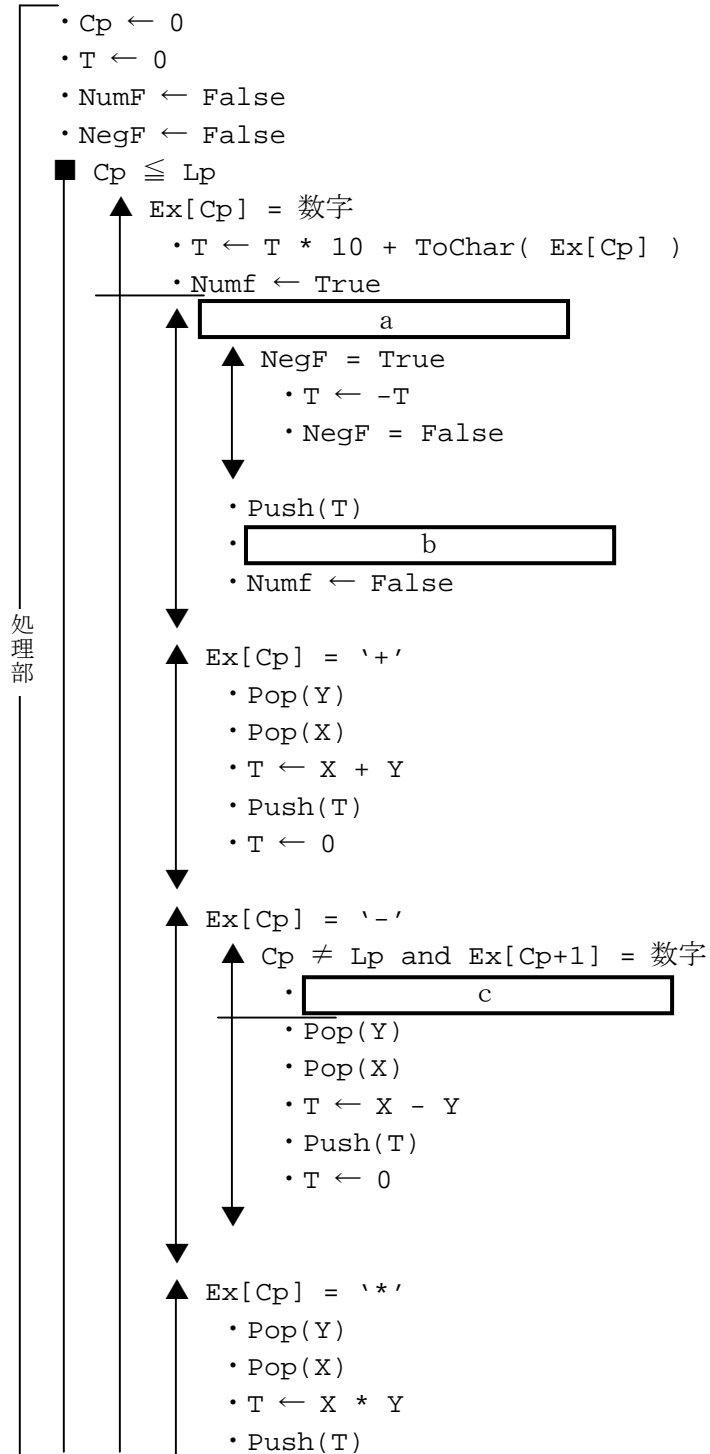 ・Cp ← 0
・T ← 0
・NumF ← False
・NegF ← False
■ Cp ≦ Lp
▲ Ex[Cp] = 数字
・T ← T * 10 + ToChar( Ex[Cp] )
・Numf ← True
▲ a
▲ NegF = True
・T ← -T
・NegF = False
▼
・Push(T)
・ b
・Numf ← False
▼
処理部
▲ Ex[Cp] = ‘+’
・Pop(Y)
・Pop(X)
・T ← X + Y
・Push(T)
・T ← 0
▼
▲ Ex[Cp] = ‘-’
▲ Cp ≠ Lp and Ex[Cp+1] = 数字
・ c
・Pop(Y)
・Pop(X)
・T ← X - Y
・Push(T)
・T ← 0
▼
▼
▲ Ex[Cp] = ‘*’
・Pop(Y)
・Pop(X)
・T ← X * Y
・Push(T)